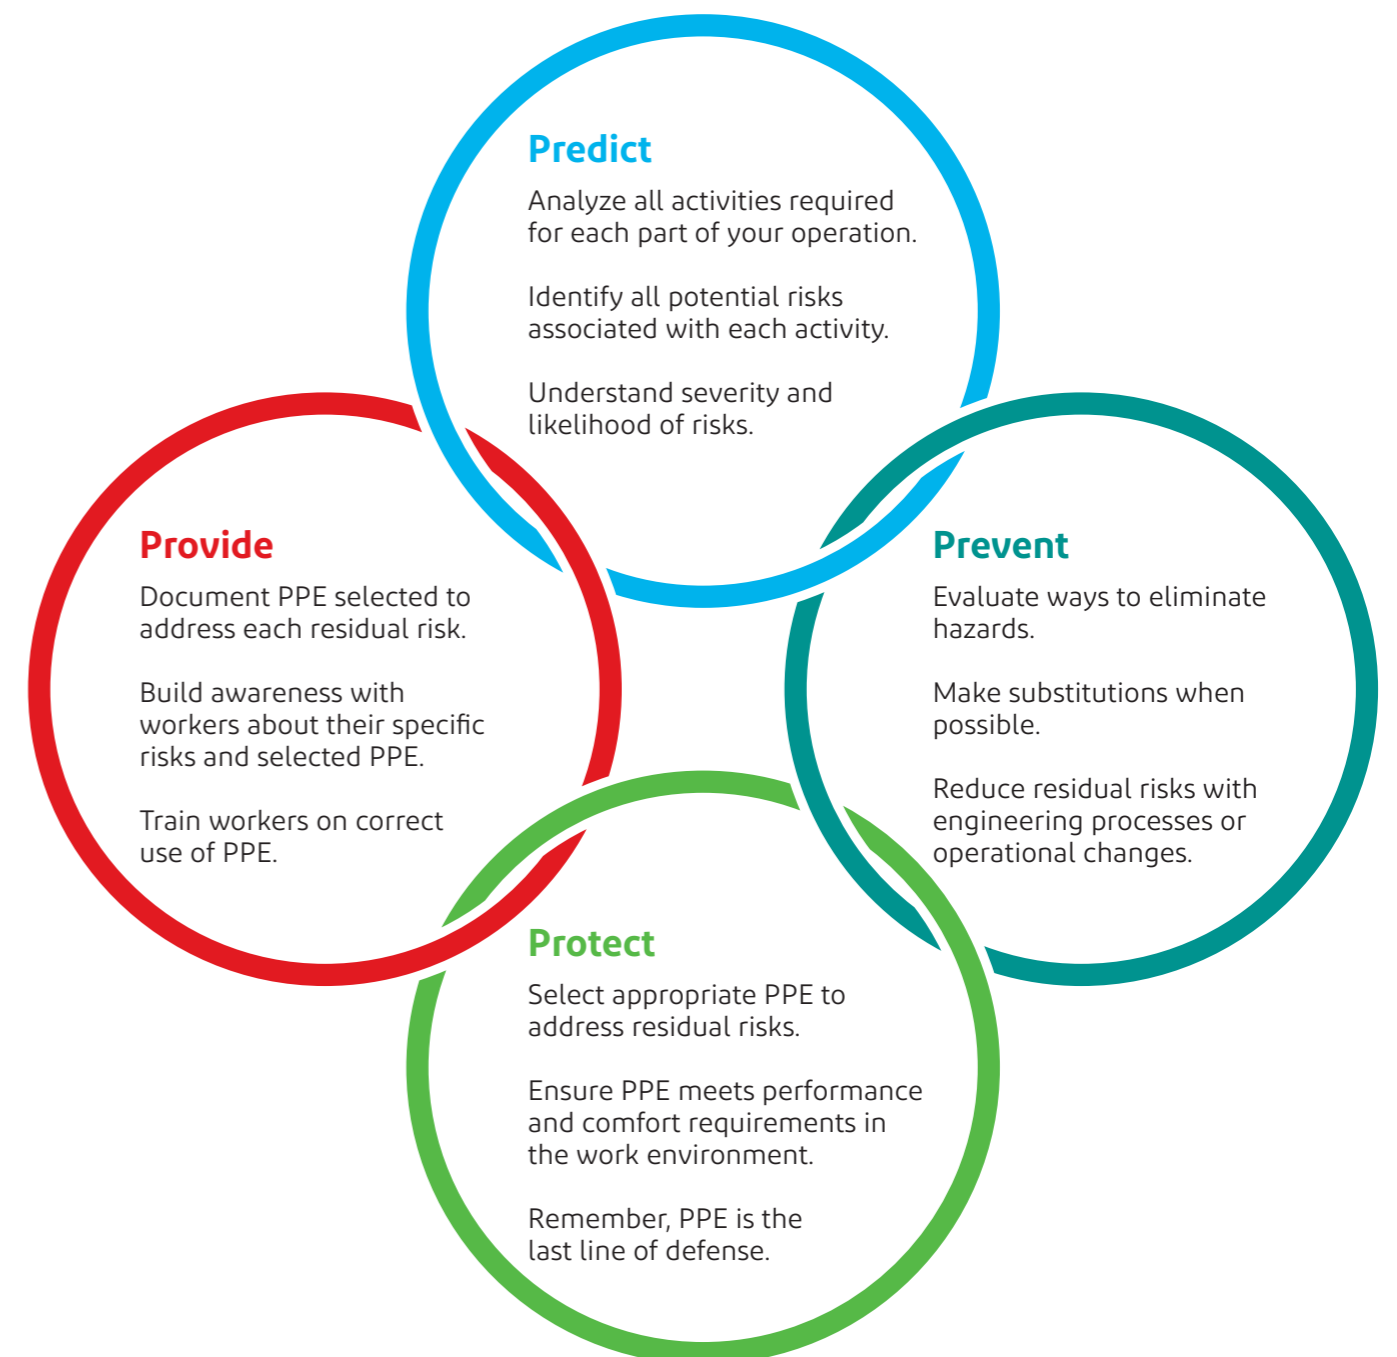 Predict
Analyze all activities required
for each part of your operation.
Identify all potential risks
associated with each activity.
Understand severity and
likelihood of risks.
Provide
Document PPE selected to
address each residual risk.
Build awareness with
workers about their specific
risks and selected PPE.
Train workers on correct
use of PPE.
Prevent
Evaluate ways to eliminate
hazards.
Make substitutions when
possible.
Reduce residual risks with
engineering processes or
operational changes.
Protect
Select appropriate PPE to
address residual risks.
Ensure PPE meets performance
and comfort requirements in
the work environment.
Remember, PPE is the
last line of defense.